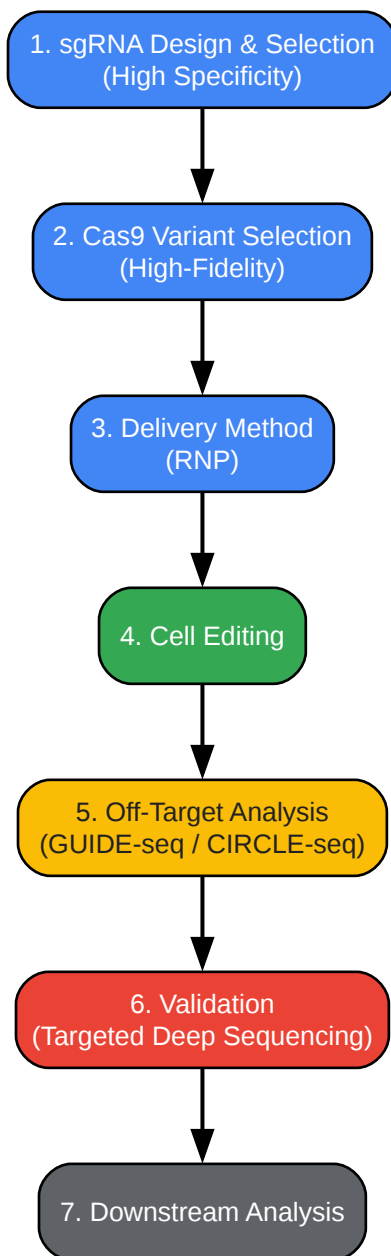 1. sgRNA Design & Selection
(High Specificity)
2. Cas9 Variant Selection
(High-Fidelity)
3. Delivery Method
(RNP)
4. Cell Editing
5. Off-Target Analysis
(GUIDE-seq / CIRCLE-seq)
6. Validation
(Targeted Deep Sequencing)
7. Downstream Analysis